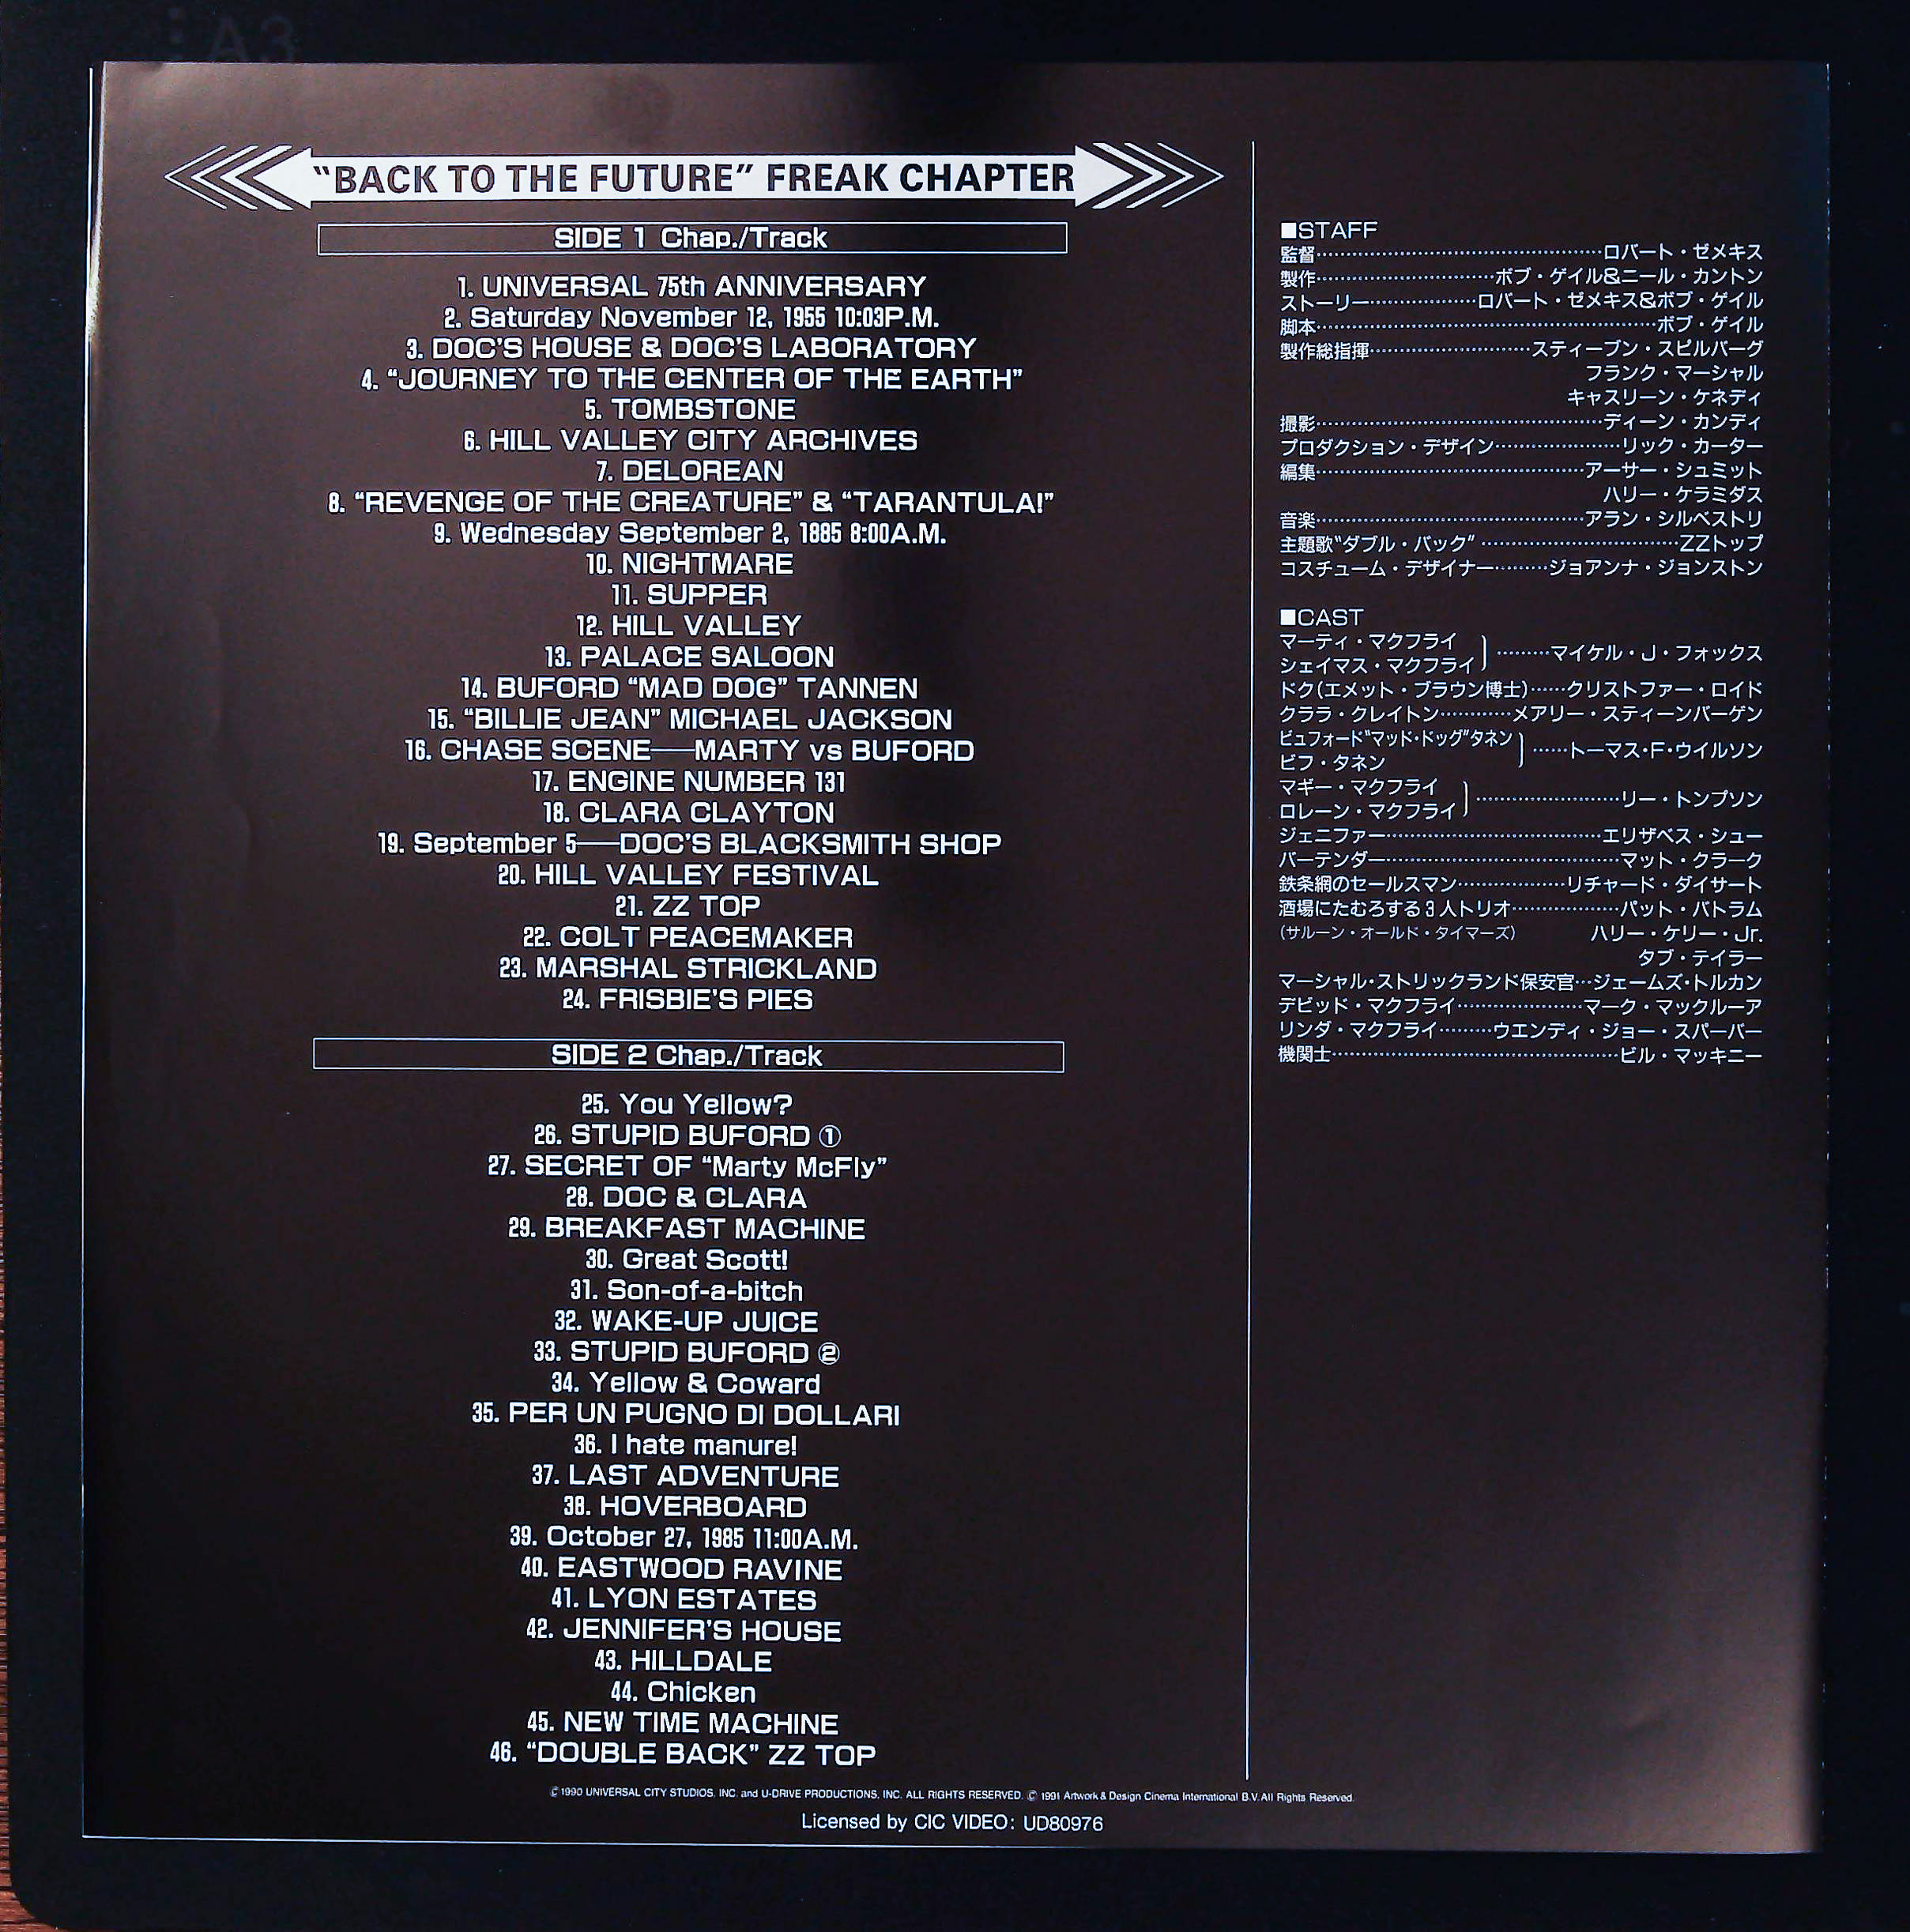 : A3
“BACK TO THE FUTURE” FREAK CHAPTER
SIDE 1 Chap./Track
1. UNIVERSAL 75th ANNIVERSARY
2. Saturday November 12, 1955 10:03P.M.
3. DOC'S HOUSE & DOC'S LABORATORY
4. “JOURNEY TO THE CENTER OF THE EARTH”
5. TOMBSTONE
6. HILL VALLEY CITY ARCHIVES
7. DELOREAN
8. “REVENGE OF THE CREATURE” & “TARANTULA!”
9. Wednesday September 2, 1885 8:00A.M.
10. NIGHTMARE
11. SUPPER
12. HILL VALLEY
13. PALACE SALOON
14. BUFORD “MAD DOG” TANNEN
15. “BILLIE JEAN” MICHAEL JACKSON
16. CHASE SCENE——MARTY vs BUFORD
17. ENGINE NUMBER 131
18. CLARA CLAYTON
19. September 5——DOC'S BLACKSMITH SHOP
20. HILL VALLEY FESTIVAL
21. ZZ TOP
22. COLT PEACEMAKER
23. MARSHAL STRICKLAND
24. FRISBIE'S PIES
SIDE 2 Chap./Track
25. You Yellow?
26. STUPID BUFORD ①
27. SECRET OF “Marty McFly”
28. DOC & CLARA
29. BREAKFAST MACHINE
30. Great Scott!
31. Son-of-a-bitch
32. WAKE-UP JUICE
33. STUPID BUFORD ②
34. Yellow & Coward
35. PER UN PUGNO DI DOLLARI
36. I hate manure!
37. LAST ADVENTURE
38. HOVERBOARD
39. October 27, 1985 11:00A.M.
40. EASTWOOD RAVINE
41. LYON ESTATES
42. JENNIFER'S HOUSE
43. HILLDALE
44. Chicken
45. NEW TIME MACHINE
46. “DOUBLE BACK” ZZ TOP
■STAFF
監督……ロバート・ゼメキス
製作……ボブ・ゲイル&ニール・カントン
ストーリー……ロバート・ゼメキス&ボブ・ゲイル
脚本……ボブ・ゲイル
製作総指揮……スティーブン・スピルバーグ
フランク・マーシャル
キャスリーン・ケネディ
撮影……ディーン・カンディ
プロダクション・デザイン……リック・カーター
編集……アーサー・シュミット
ハリー・ケラミダス
音楽……アラン・シルベストリ
主題歌“ダブル・バック”……ZZトップ
コスチューム・デザイナー……ジョアンナ・ジョンストン
■CAST
マーティ・マクフライ
シェイマス・マクフライ……マイケル・J・フォックス
ドク(エメット・ブラウン博士)……クリストファー・ロイド
クララ・クレイトン……メアリー・スティーンバーゲン
ビュフォード“マッド・ドッグ”タネン
ビフ・タネン……トーマス・F・ウイルソン
マギー・マクフライ
ロレーン・マクフライ……リー・トンプソン
ジェニファー……エリザベス・シュー
バーテンダー……マット・クラーク
鉄条網のセールスマン……リチャード・ダイサート
酒場にたむろする3人トリオ……パット・バトラム
(サルーン・オールド・タイマーズ) ハリー・ケリー・Jr.
タブ・テイラー
マーシャル・ストリックランド保安官…ジェームズ・トルカン
デビッド・マクフライ……マーク・マックルーア
リンダ・マクフライ……ウエンディ・ジョー・スパーバー
機関士……ビル・マッキニー
©1990 UNIVERSAL CITY STUDIOS, INC. and U-DRIVE PRODUCTIONS, INC. ALL RIGHTS RESERVED. © 1991 Artwork & Design Cinema International B.V. All Rights Reserved.
Licensed by CIC VIDEO: UD80976